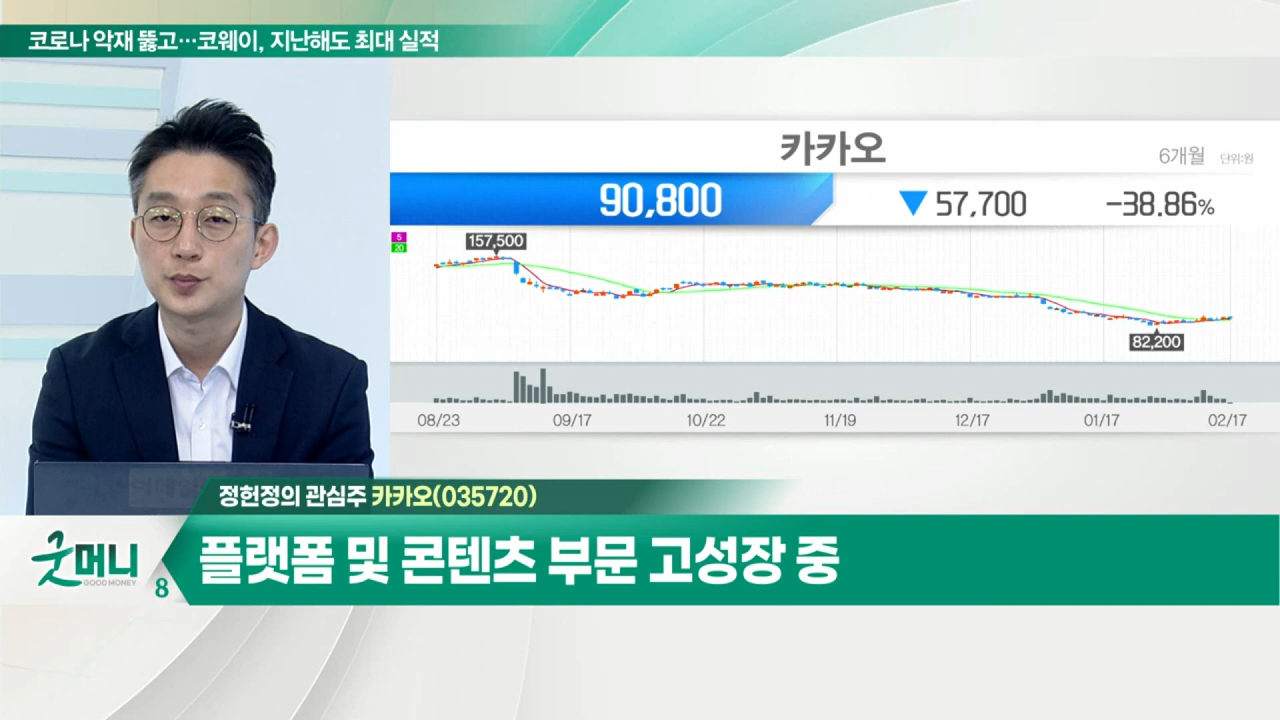 코로나 악재 뚫고…코웨이, 지난해도 최대 실적
카카오
6개월 단위:원
90,800 ▼ 57,700 -38.86%
5
20
157,500
82,200
08/23 09/17 10/22 11/19 12/17 01/17 02/17
정헌정의 관심주 카카오(035720)
플랫폼 및 콘텐츠 부문 고성장 중
굿머니
GOOD MONEY
8